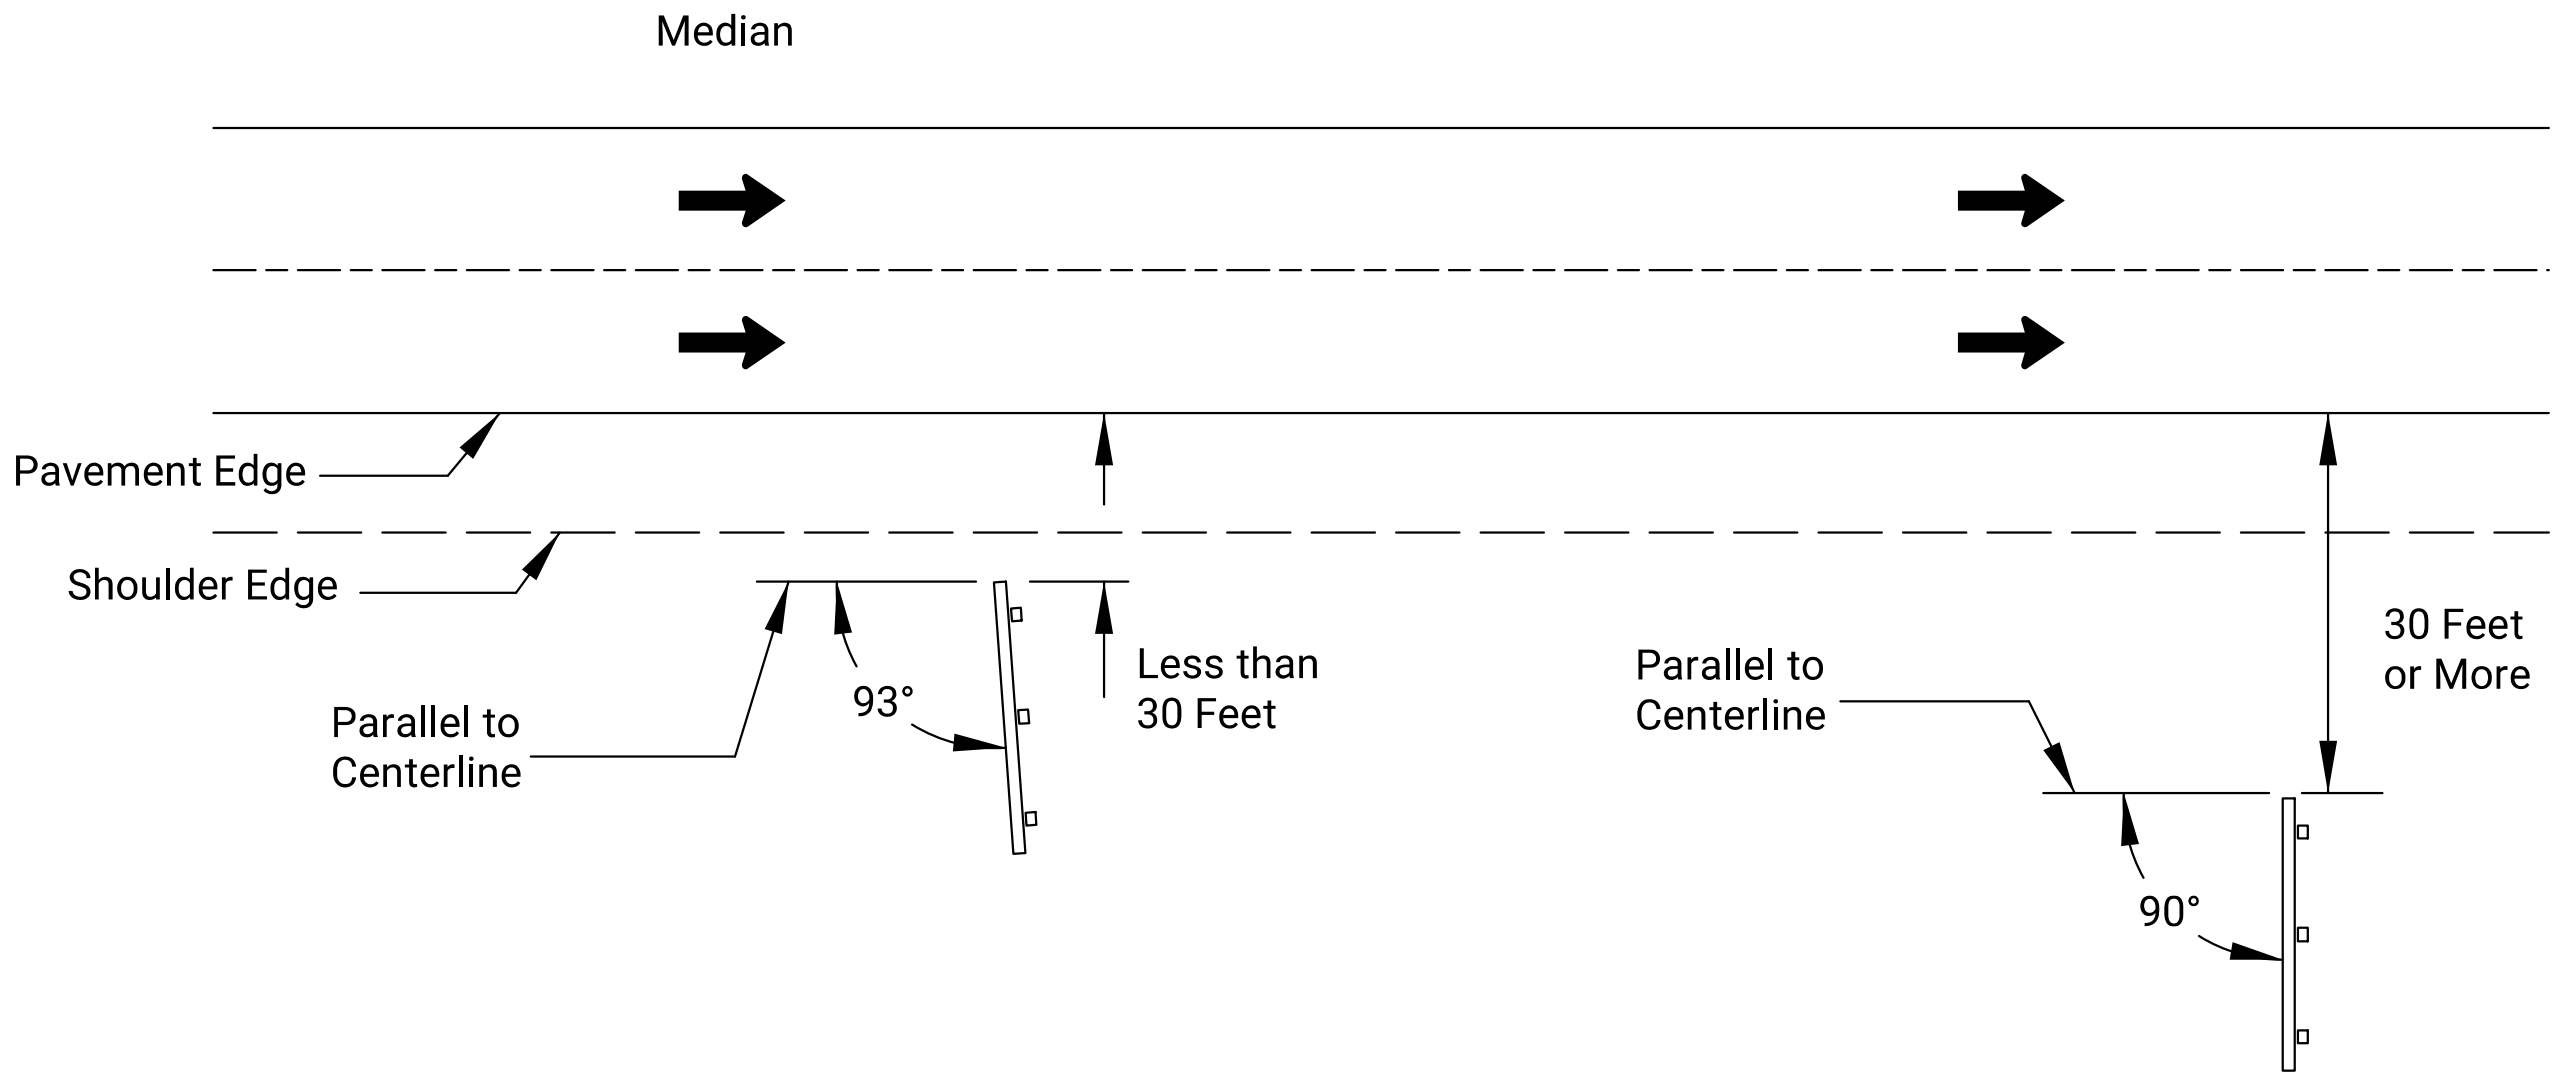 Median
Pavement Edge
Shoulder Edge
Parallel to
Centerline
93°
Less than
30 Feet
Parallel to
Centerline
90°
30 Feet
or More